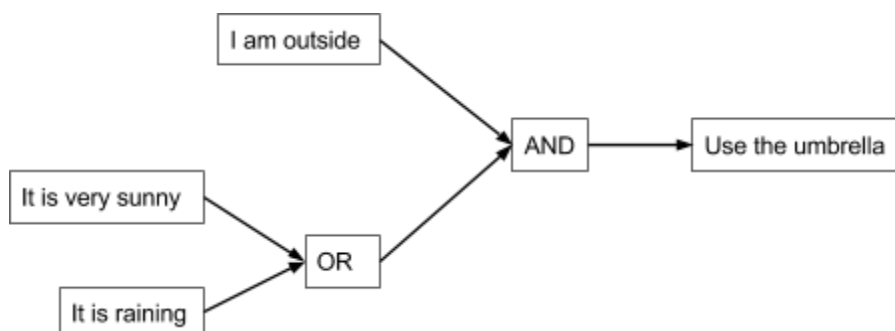 I am outside
AND
Use the umbrella
It is very sunny
OR
It is raining